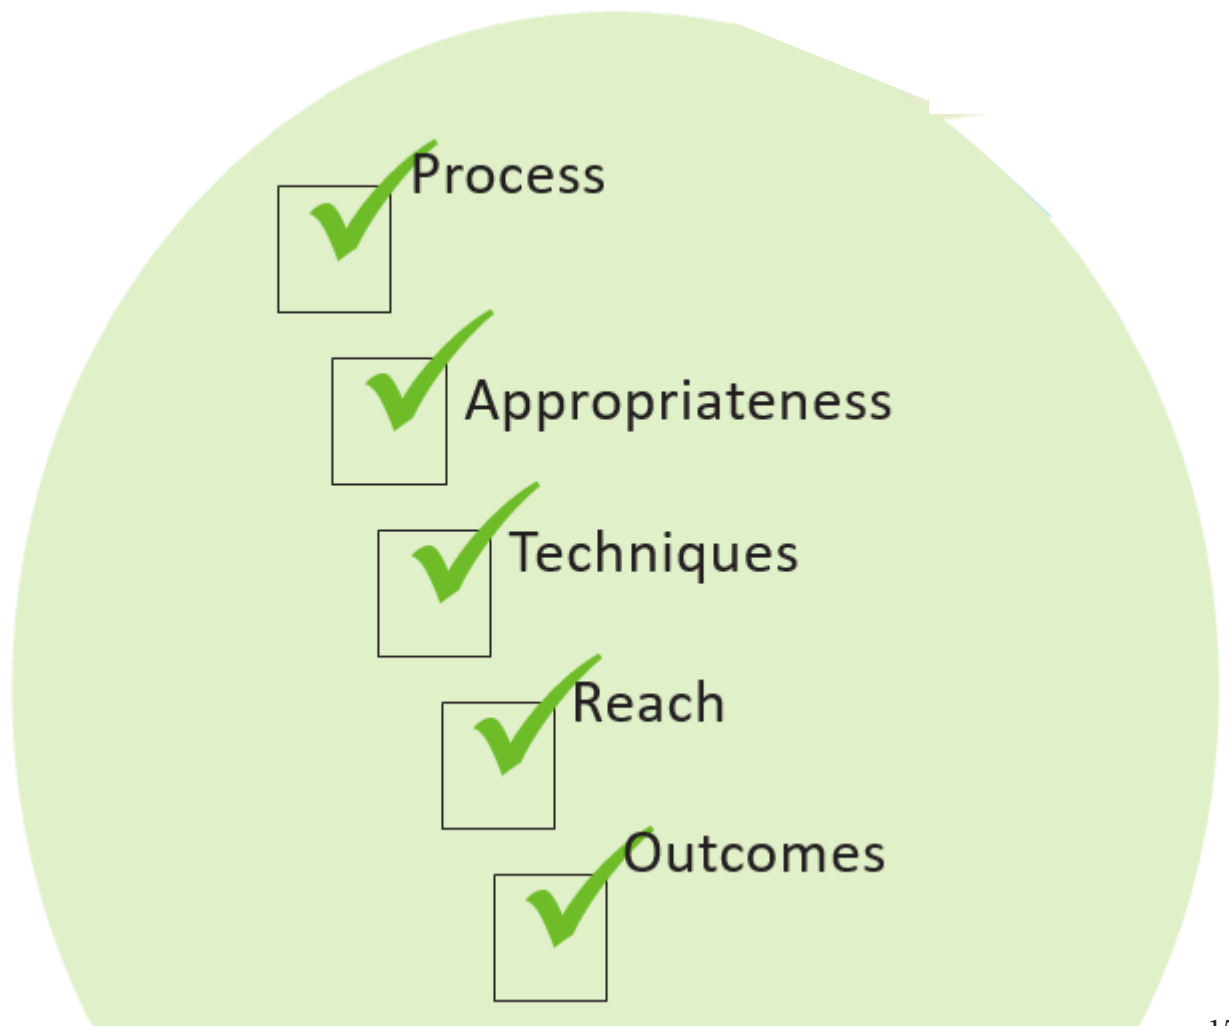 Process
Appropriateness
Techniques
Reach
Outcomes